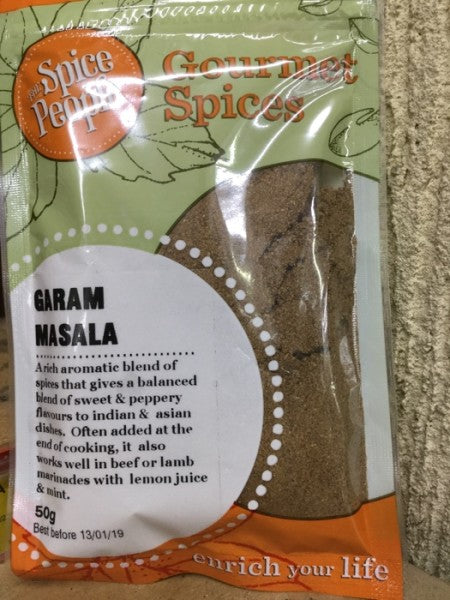 The
Spice
People
Gourmet
Spices
GARAM
MASALA
A rich aromatic blend of
spices that gives a balanced
blend of sweet & peppery
flavours to indian & asian
dishes. Often added at the
end of cooking, it also
works well in beef or lamb
marinades with lemon juice
& mint.
50g
Best before 13/01/19
enrich your life